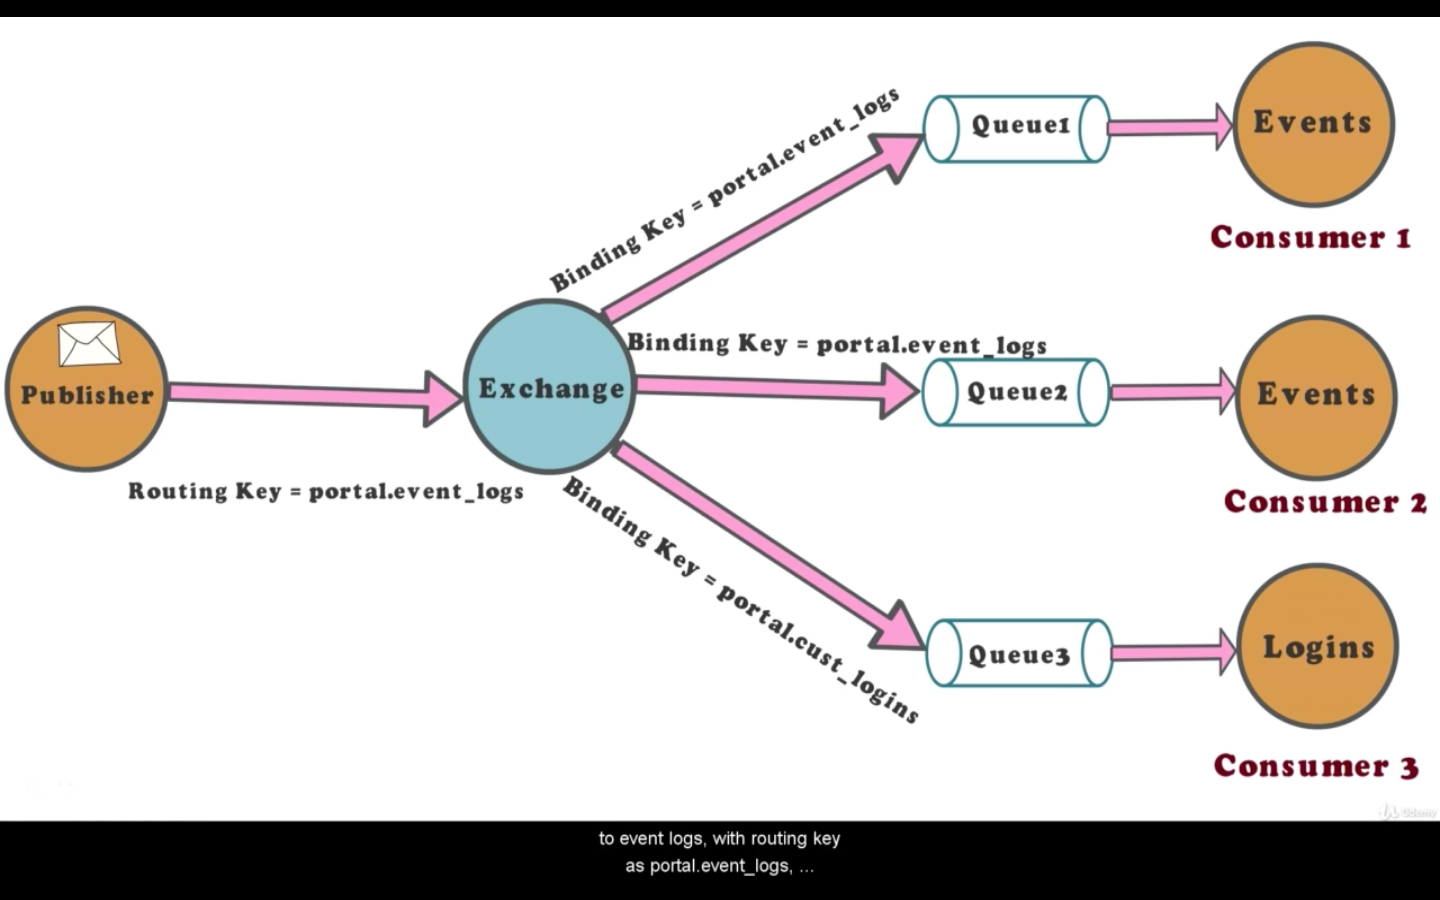 Binding Key = portal.event_logs
Queue1
Events
Consumer 1
Binding Key = portal.event_logs
Publisher
Exchange
Queue2
Events
Routing Key = portal.event_logs
Consumer 2
Binding Key = portal.cust_logins
Queue3
Logins
Consumer 3
Udemy
to event logs, with routing key
as portal.event_logs, ...